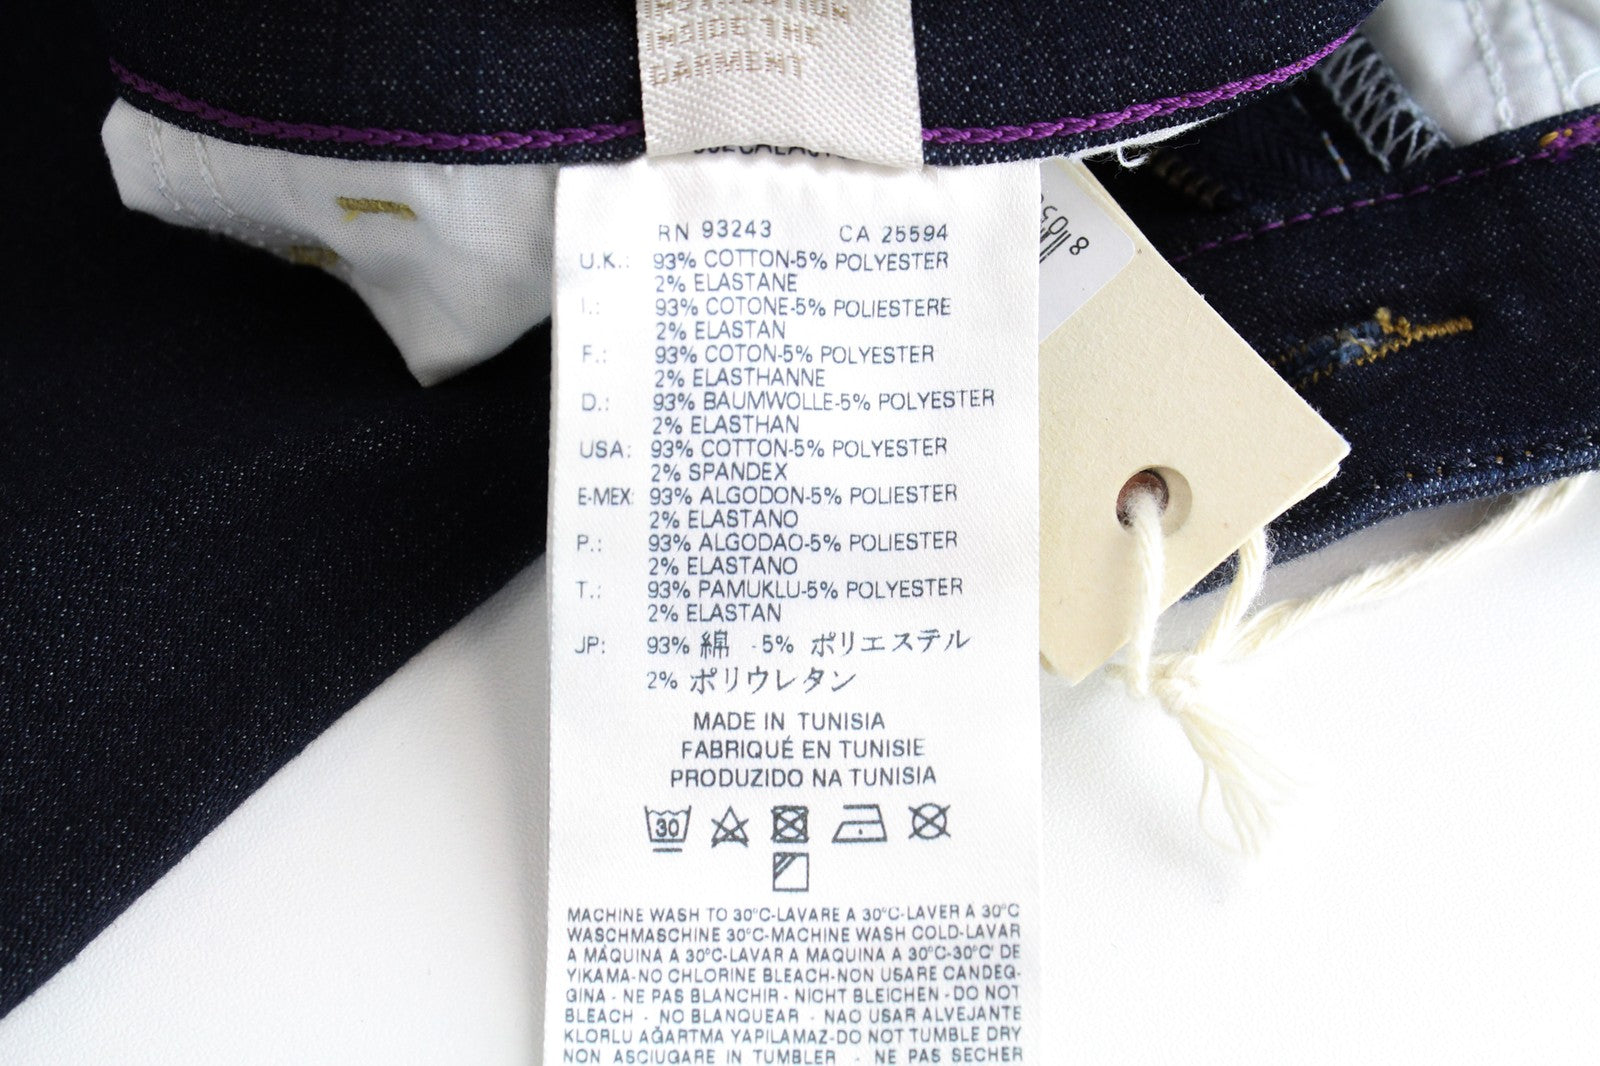 INSIDE THE
GARMENT
RN 93243 CA 25594
U.K.: 93% COTTON-5% POLYESTER
2% ELASTANE
I.: 93% COTONE-5% POLIESTERE
2% ELASTAN
F.: 93% COTON-5% POLYESTER
2% ELASTHANNE
D.: 93% BAUMWOLLE-5% POLYESTER
2% ELASTHAN
USA: 93% COTTON-5% POLYESTER
2% SPANDEX
E-MEX: 93% ALGODON-5% POLIESTER
2% ELASTANO
P.: 93% ALGODAO-5% POLIESTER
2% ELASTANO
T.: 93% PAMUKLU-5% POLYESTER
2% ELASTAN
JP: 93% 綿 -5% ポリエステル
2% ポリウレタン
MADE IN TUNISIA
FABRIQUÉ EN TUNISIE
PRODUZIDO NA TUNISIA
30
MACHINE WASH TO 30°C-LAVARE A 30°C-LAVER A 30°C
WASCHMASCHINE 30°C-MACHINE WASH COLD-LAVAR
A MÁQUINA A 30°C-LAVAR A MAQUINA A 30°C-30°C' DE
YIKAMA-NO CHLORINE BLEACH-NON USARE CANDEG-
GINA - NE PAS BLANCHIR - NICHT BLEICHEN - DO NOT
BLEACH - NO BLANQUEAR - NAO USAR ALVEJANTE
KLORLU AĞARTMA YAPILAMAZ-DO NOT TUMBLE DRY
NON ASCIUGARE IN TUMBLER - NE PAS SECHER
8